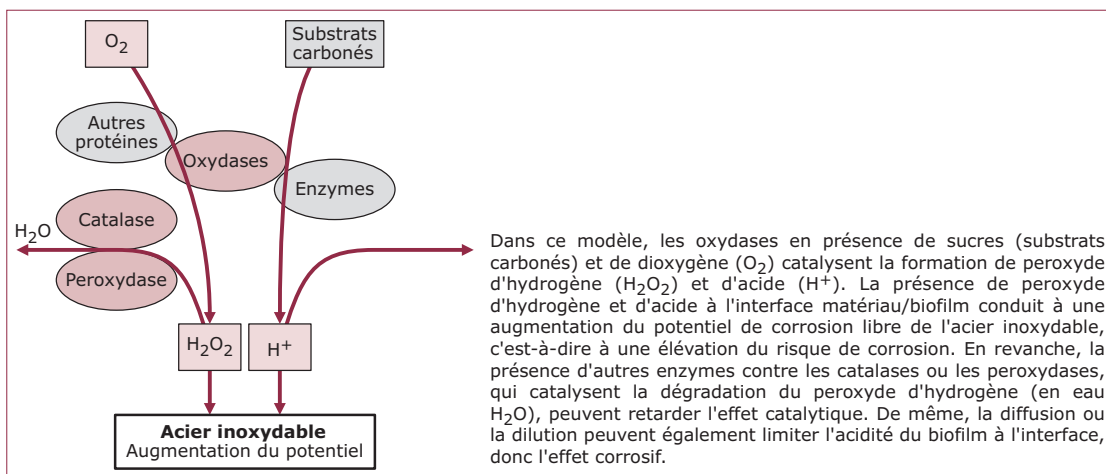 O₂
Substrats
carbonés
Autres
protéines
Oxydases
Enzymes
Catalase
H₂O
Peroxydase
H₂O₂
H⁺
Acier inoxydable
Augmentation du potentiel
Dans ce modèle, les oxydases en présence de sucres (substrats
carbonés) et de dioxygène (O₂) catalysent la formation de peroxyde
d'hydrogène (H₂O₂) et d'acide (H⁺). La présence de peroxyde
d'hydrogène et d'acide à l'interface matériau/biofilm conduit à une
augmentation du potentiel de corrosion libre de l'acier inoxydable,
c'est-à-dire à une élévation du risque de corrosion. En revanche, la
présence d'autres enzymes contre les catalases ou les peroxydases,
qui catalysent la dégradation du peroxyde d'hydrogène (en eau
H₂O), peuvent retarder l'effet catalytique. De même, la diffusion ou
la dilution peuvent également limiter l'acidité du biofilm à l'interface,
donc l'effet corrosif.